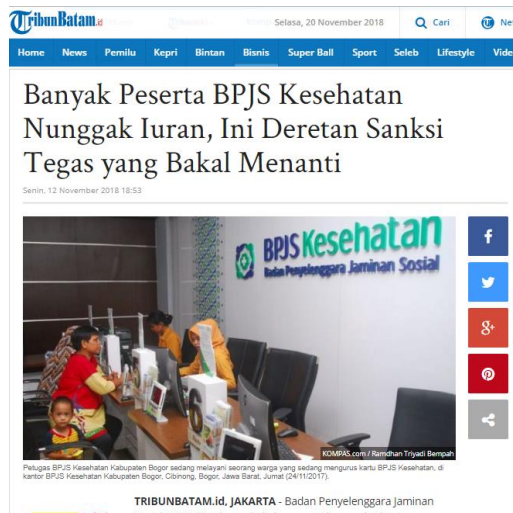 TribunBatam.id
Selasa, 20 November 2018
Cari
Home News Pemilu Kepri Bintan Bisnis Super Ball Sport Seleb Lifestyle
Banyak Peserta BPJS Kesehatan
Nunggak Iuran, Ini Deretan Sanksi
Tegas yang Bakal Menanti
Senin, 12 November 2018 18:53
BPJS Kesehatan
Badan Penyelenggara Jaminan Sosial
KOMPAS.com / Ramdhan Triyadi Bempah
Petugas BPJS Kesehatan Kabupaten Bogor sedang melayani seorang warga yang sedang mengurus kartu BPJS Kesehatan, di
kantor BPJS Kesehatan Kabupaten Bogor, Cibinong, Bogor, Jawa Barat, Jumat (24/11/2017).
TRIBUNBATAM.id, JAKARTA - Badan Penyelenggara Jaminan